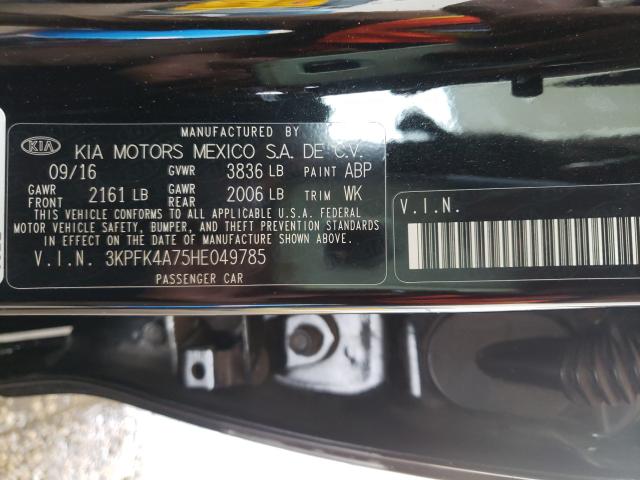 MANUFACTURED BY
KIA KIA MOTORS MEXICO S.A. DE C.V.
09/16 GVWR 3836 LB PAINT ABP
GAWR FRONT 2161 LB GAWR REAR 2006 LB TRIM WK
THIS VEHICLE CONFORMS TO ALL APPLICABLE U.S.A. FEDERAL
MOTOR VEHICLE SAFETY, BUMPER, AND THEFT PREVENTION STANDARDS
IN EFFECT ON THE DATE OF MANUFACTURE SHOWN ABOVE
V.I.N. 3KPFK4A75HE049785
PASSENGER CAR
V.I.N.